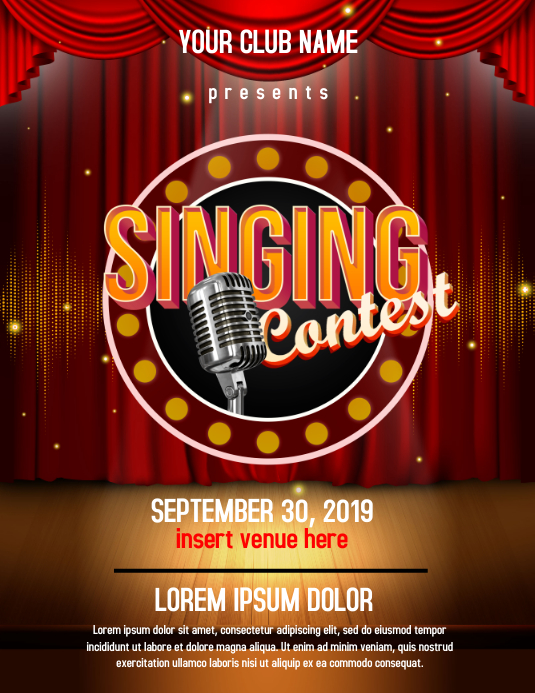 YOUR CLUB NAME
presents
SINGING
Contest
SEPTEMBER 30, 2019
insert venue here
LOREM IPSUM DOLOR
Lorem ipsum dolor sit amet, consectetur adipiscing elit, sed do eiusmod tempor
incididunt ut labore et dolore magna aliqua. Ut enim ad minim veniam, quis nostrud
exercitation ullamco laboris nisi ut aliquip ex ea commodo consequat.